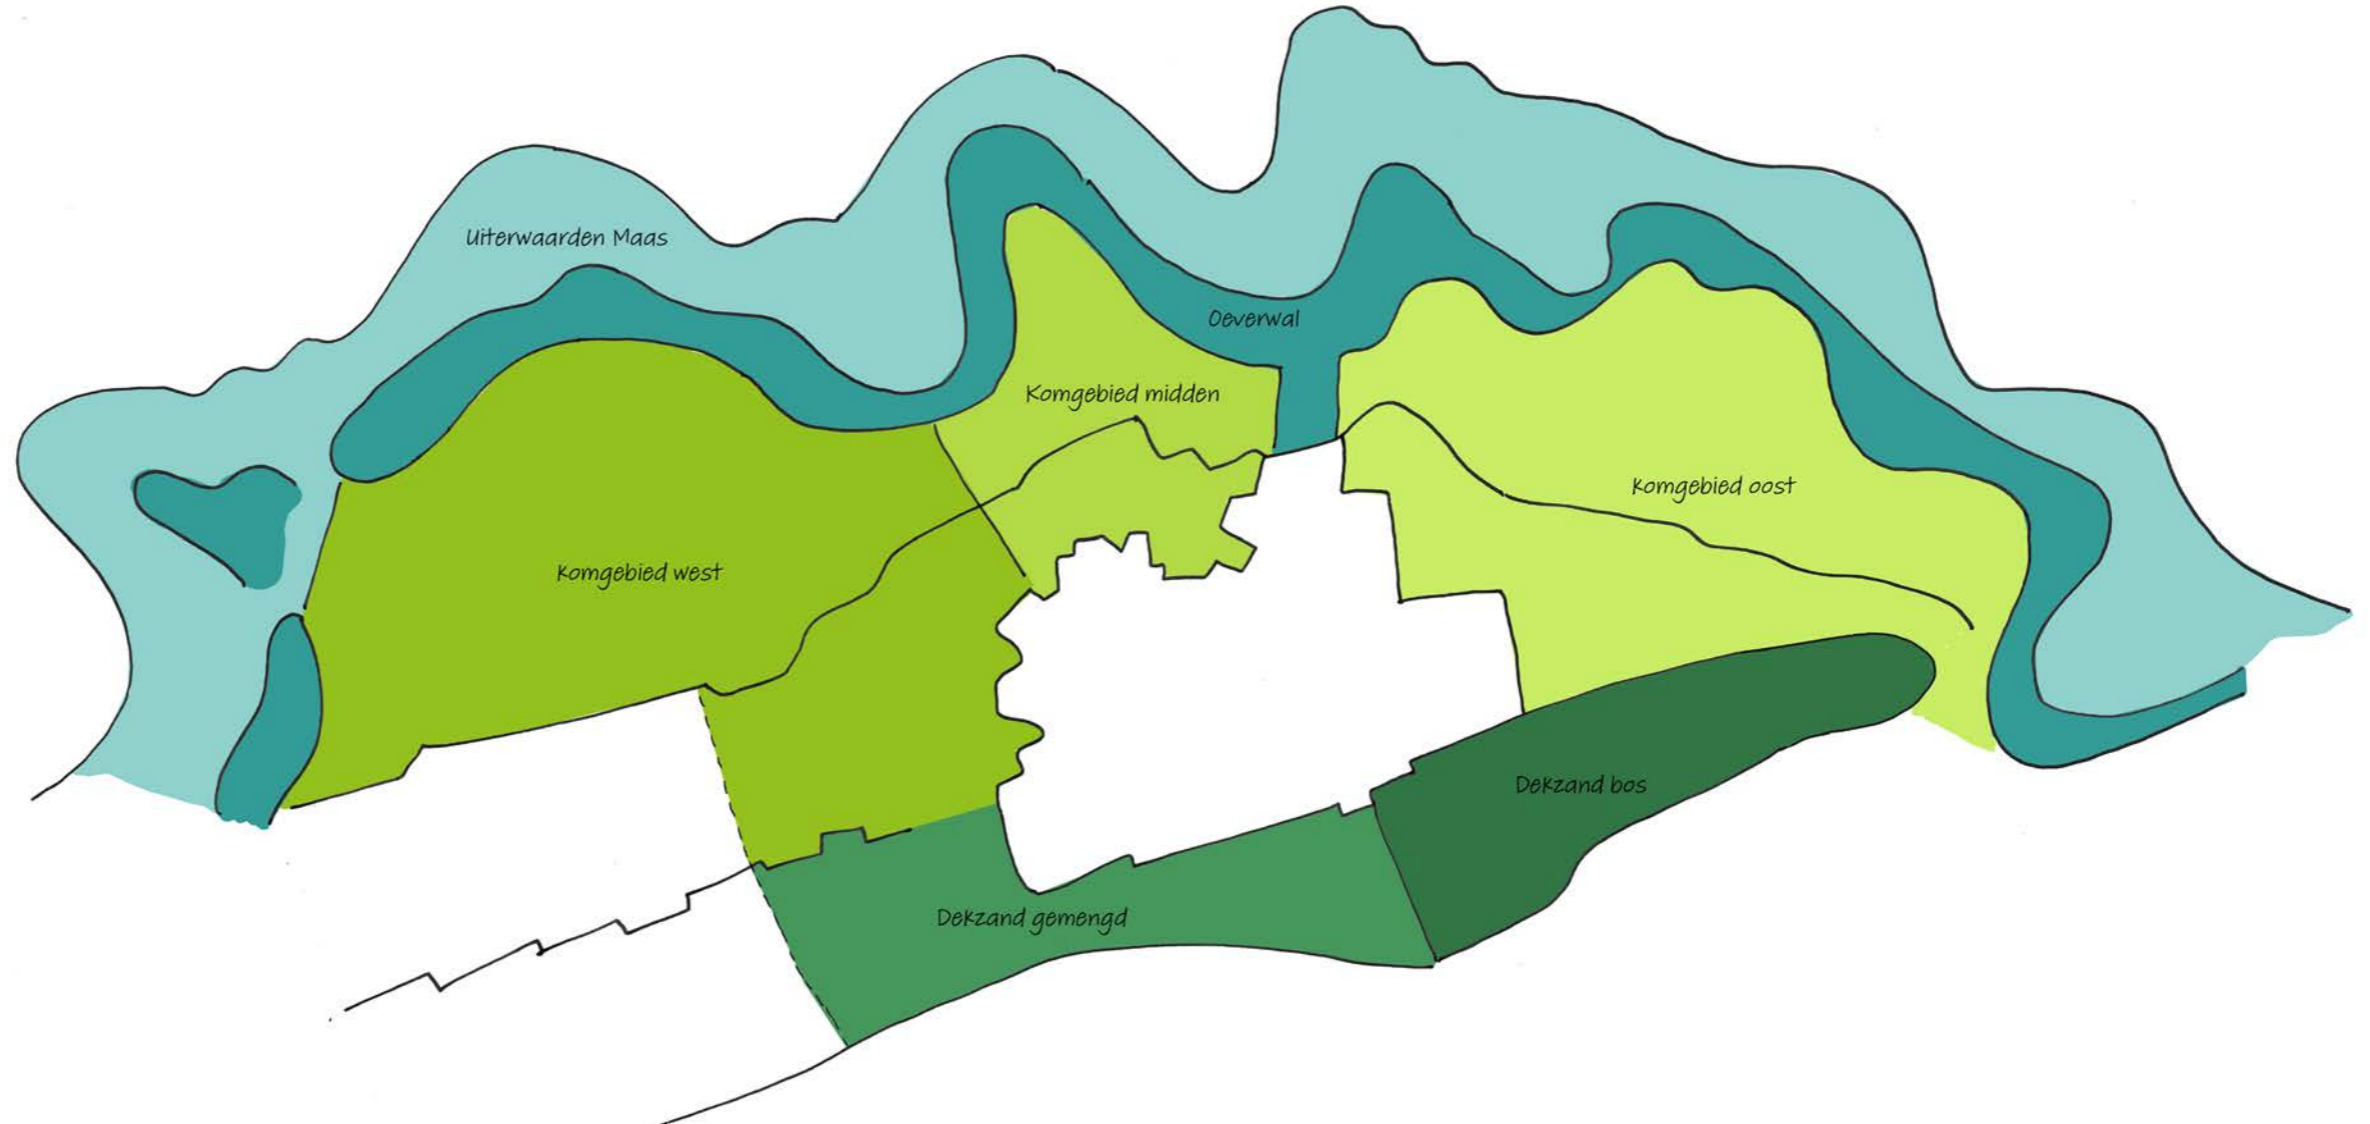 Uiterwaarden Maas
Oeverwal
Komgebied midden
Komgebied oost
Komgebied west
Dekzand bos
Dekzand gemengd